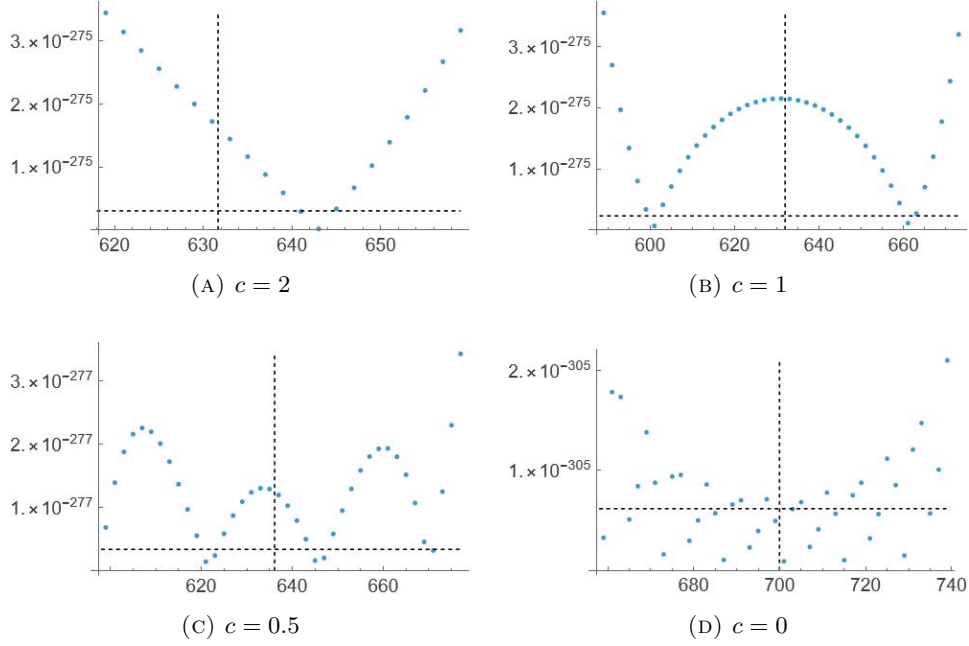 3. × 10^-275
2. × 10^-275
1. × 10^-275
620 630 640 650
(A) c = 2
3. × 10^-275
2. × 10^-275
1. × 10^-275
600 620 640 660
(B) c = 1
3. × 10^-277
2. × 10^-277
1. × 10^-277
620 640 660
(C) c = 0.5
2. × 10^-305
1. × 10^-305
680 700 720 740
(D) c = 0